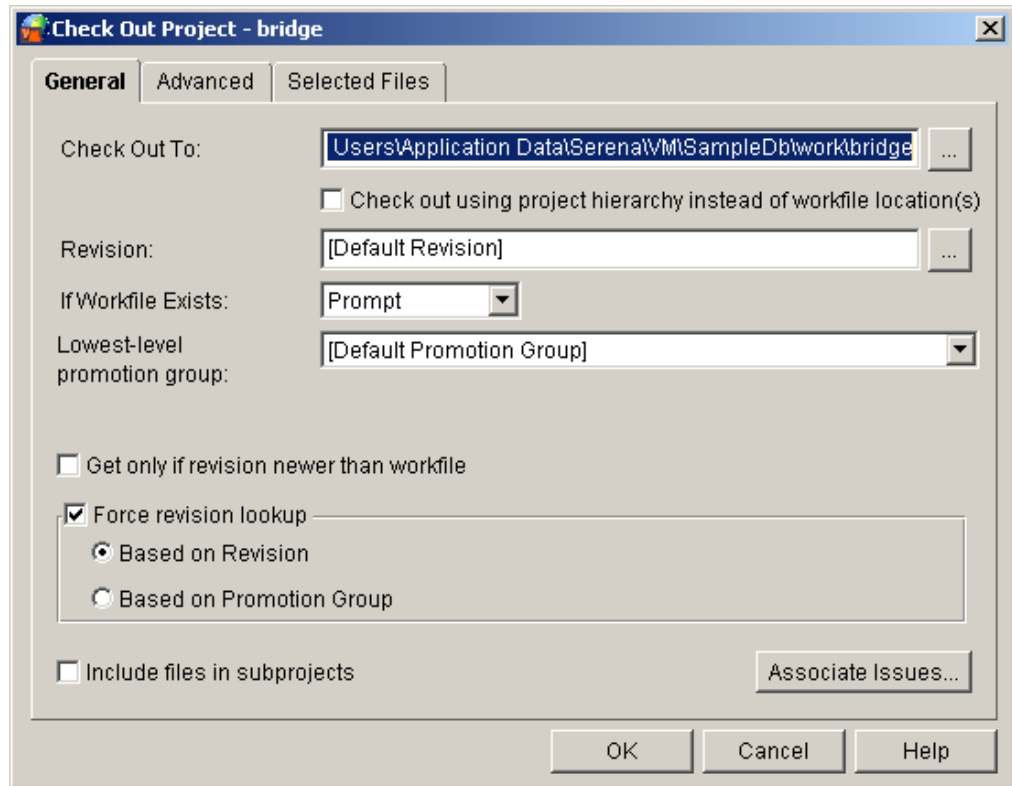 Check Out Project - bridge
General Advanced Selected Files
Check Out To: Users\Application Data\Serena\VM\SampleDb\work\bridge ...
Check out using project hierarchy instead of workfile location(s)
Revision: [Default Revision] ...
If Workfile Exists: Prompt
Lowest-level
promotion group: [Default Promotion Group]
Get only if revision newer than workfile
Force revision lookup
Based on Revision
Based on Promotion Group
Include files in subprojects Associate Issues...
OK Cancel Help